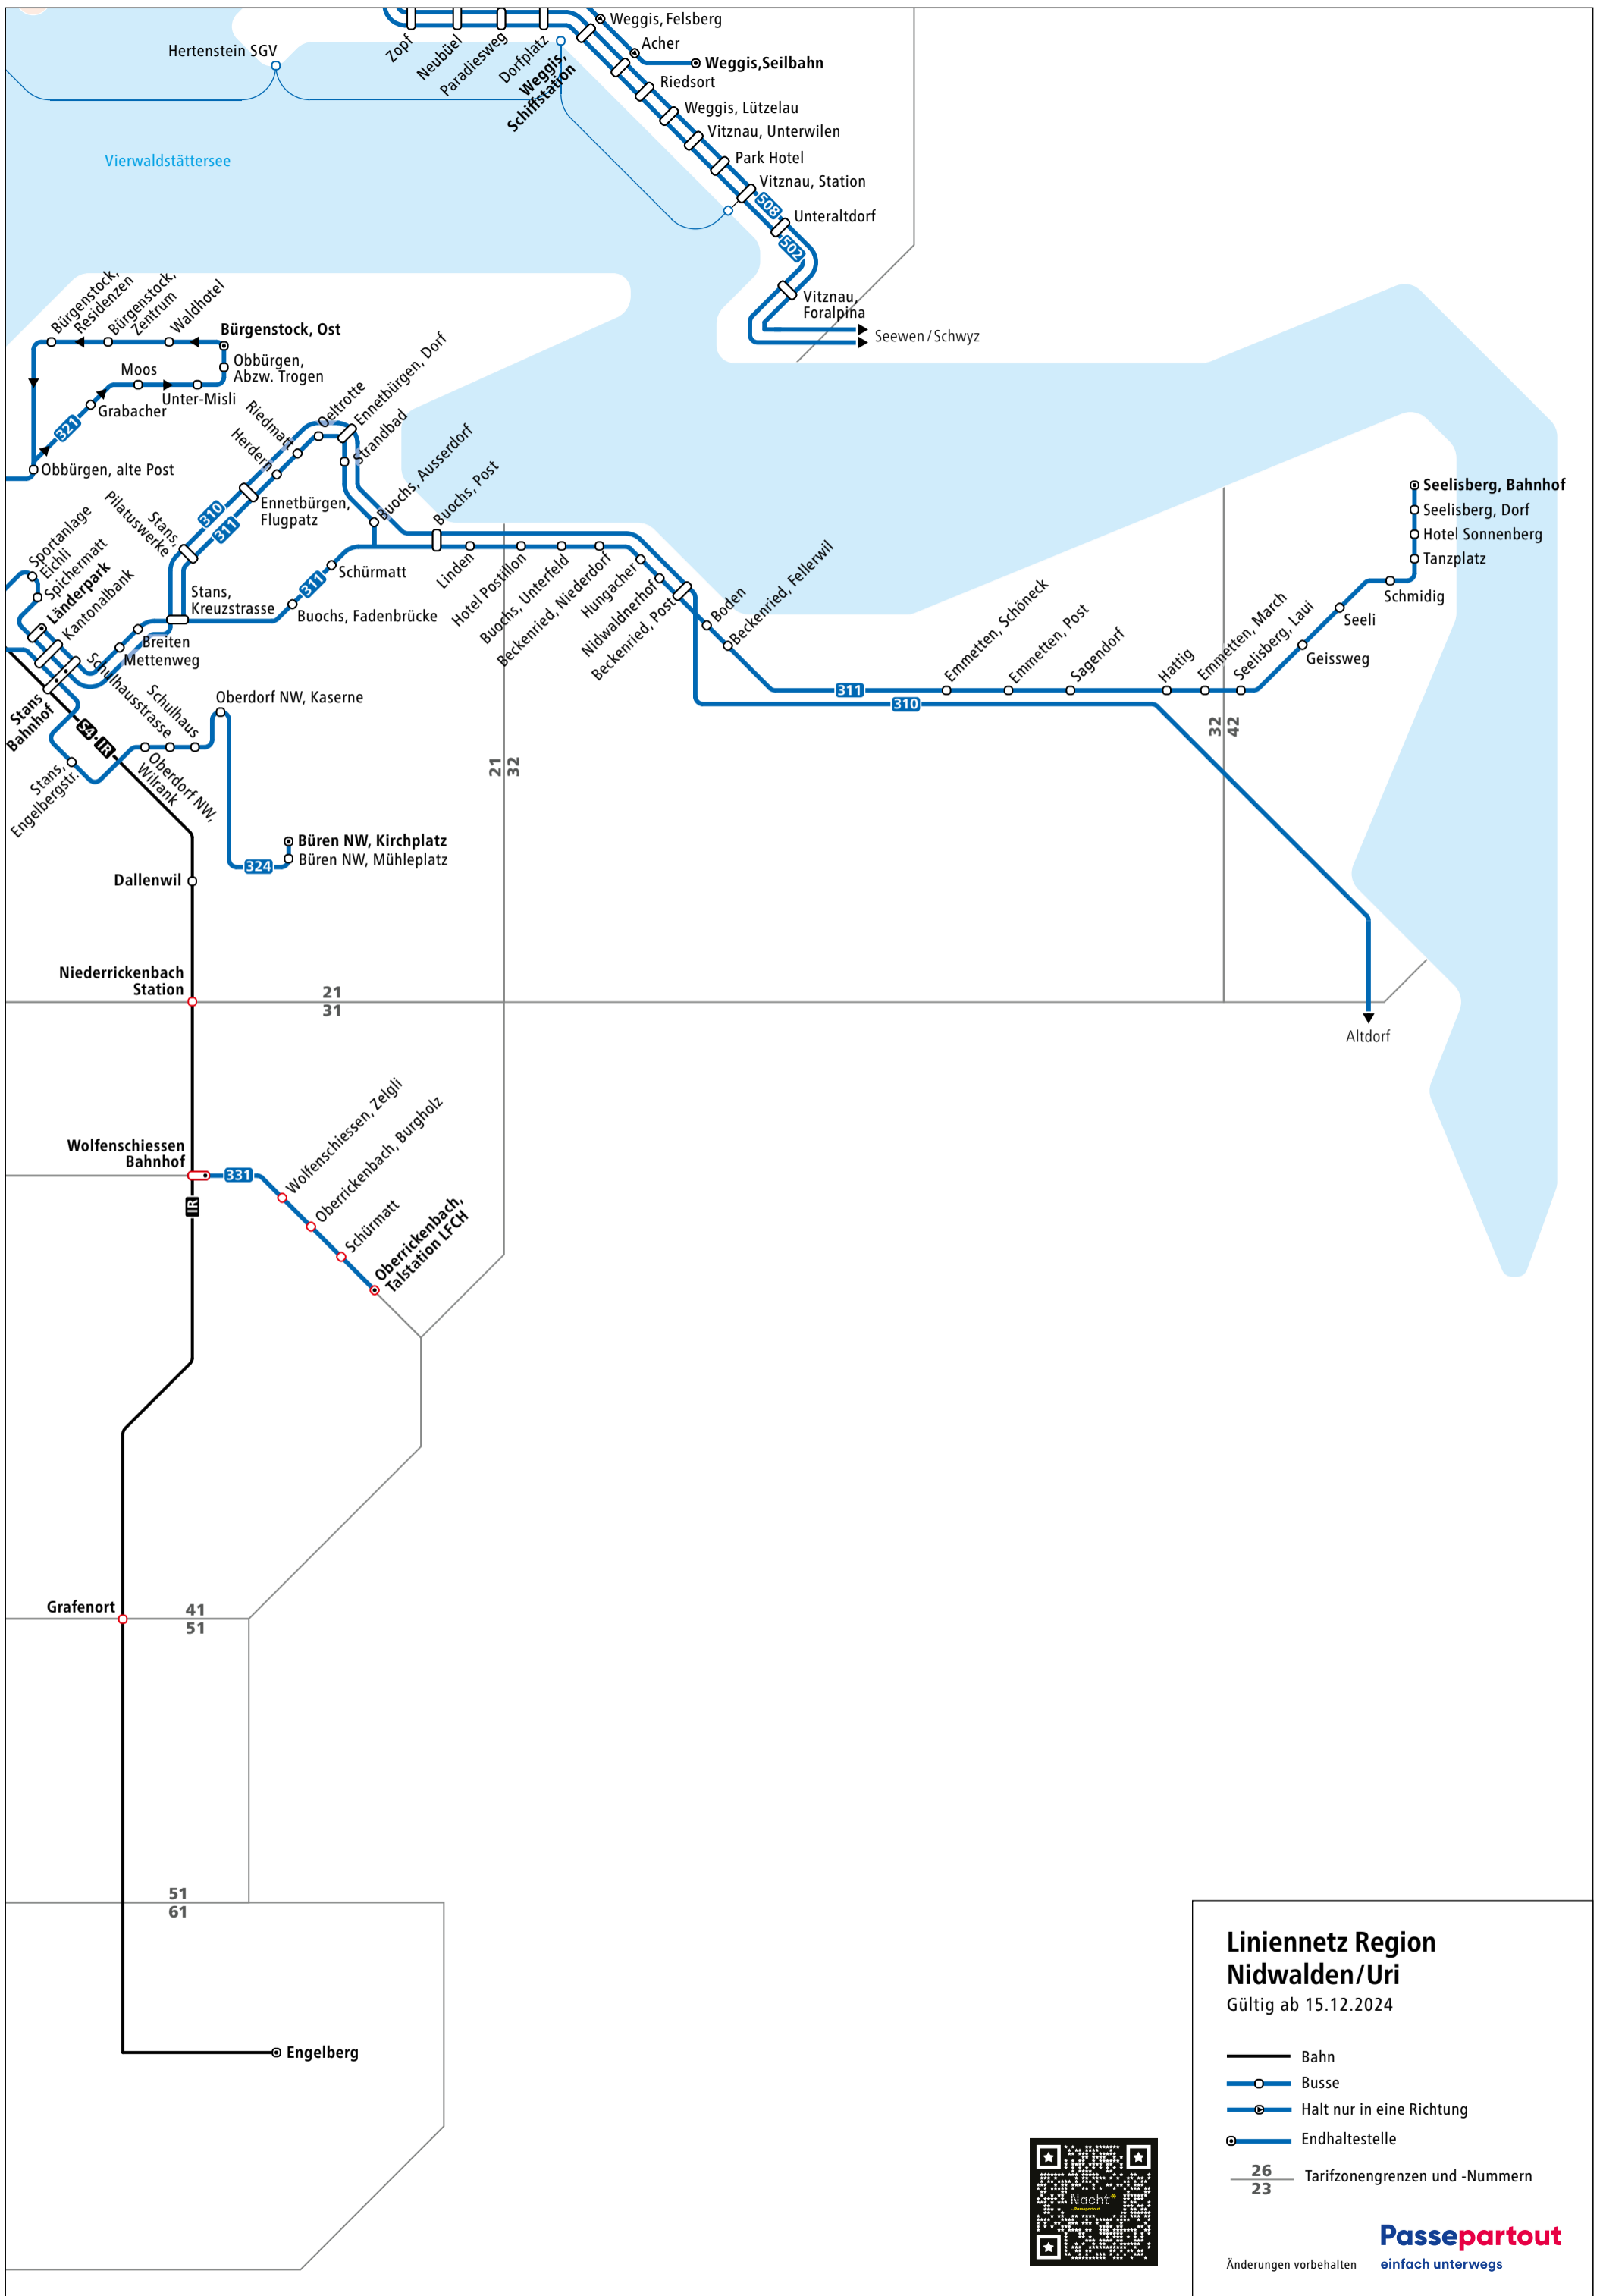 Weggis, Felsberg
Acher
Weggis,Seilbahn
Hertenstein SGV
Zopf
Neubüel
Paradiesweg
Dorfplatz
Weggis,
Schiffstation
Riedsort
Weggis, Lützelau
Vitznau, Unterwilen
Park Hotel
Vitznau, Station
508
Unteraltdorf
502
Vitznau,
Foralpina
Seewen / Schwyz
Vierwaldstättersee
Bürgenstock,
Residenzen
Bürgenstock,
Zentrum
Waldhotel
Bürgenstock, Ost
Obbürgen,
Abzw. Trogen
Moos
Unter-Misli
Grabacher
321
Obbürgen, alte Post
Riedmatt
Herdern
Oeltrotte
Ennetbürgen, Dorf
Strandbad
Buochs, Ausserdorf
Buochs, Post
Ennetbürgen,
Flugpatz
310
311
Stans,
Pilatuswerke
Sportanlage
Eichli
Spichermatt
Länderpark
Kantonalbank
Stans,
Kreuzstrasse
311
Schürmatt
Buochs, Fadenbrücke
Breiten
Mettenweg
Linden
Hotel Postillon
Buochs, Unterfeld
Beckenried, Niederdorf
Hungacher
Nidwaldnerhof
Beckenried, Post
Boden
Beckenried, Fellerwil
311
310
Emmetten, Schöneck
Emmetten, Post
Sagendorf
Hattig
Emmetten, March
Seelisberg, Laui
Geissweg
Seeli
Schmidig
Tanzplatz
Hotel Sonnenberg
Seelisberg, Dorf
Seelisberg, Bahnhof
32
42
21
32
Stans
Bahnhof
Schulhausstrasse
Schulhaus
Oberdorf NW, Kaserne
S4·IR
Stans,
Engelbergstr.
Oberdorf NW,
Wilrank
Büren NW, Kirchplatz
Büren NW, Mühleplatz
324
Dallenwil
Niederrickenbach
Station
21
31
Altdorf
Wolfenschiessen
Bahnhof
331
IR
Wolfenschiessen, Zelgli
Oberrickenbach, Burgholz
Schürmatt
Oberrickenbach,
Talstation LFCH
Grafenort
41
51
51
61
Engelberg
Liniennetz Region
Nidwalden/Uri
Gültig ab 15.12.2024
Bahn
Busse
Halt nur in eine Richtung
Endhaltestelle
26
23
Tarifzonengrenzen und -Nummern
Nacht*
Passepartout
Passepartout
einfach unterwegs
Änderungen vorbehalten